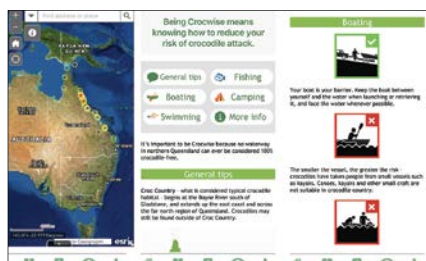 Find address or place
PAPUA NEW
GUINEA
AUSTRALIA
esri
Being Crocwise means
knowing how to reduce your
risk of crocodile attack.
General tips
Fishing
Boating
Camping
Swimming
More info
It's important to be Crocwise because no waterway
in northern Queensland can ever be considered 100%
crocodile-free.
General tips
Croc Country - what is considered typical crocodile
habitat - begins at the Boyne River south of
Gladstone, and extends up the east coast and across
the far north region of Queensland. Crocodiles may
still be found outside of Croc Country.
Boating
Your boat is your barrier. Keep the boat between
yourself and the water when launching or retrieving
it, and face the water whenever possible.
The smaller the vessel, the greater the risk -
crocodiles have taken people from small vessels such
as kayaks. Canoes, kayaks and other small craft are
not suitable in crocodile country.